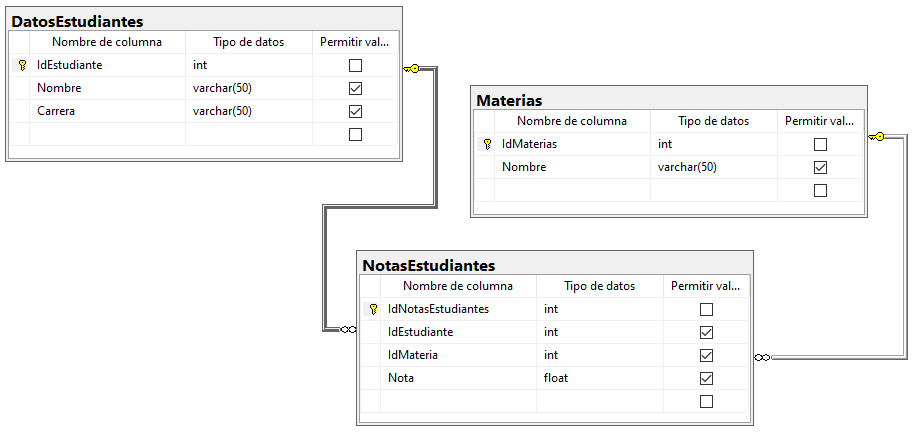 DatosEstudiantes
Nombre de columna Tipo de datos Permitir val...
IdEstudiante int
Nombre varchar(50)
Carrera varchar(50)
Materias
Nombre de columna Tipo de datos Permitir val...
IdMaterias int
Nombre varchar(50)
NotasEstudiantes
Nombre de columna Tipo de datos Permitir val...
IdNotasEstudiantes int
IdEstudiante int
IdMateria int
Nota float